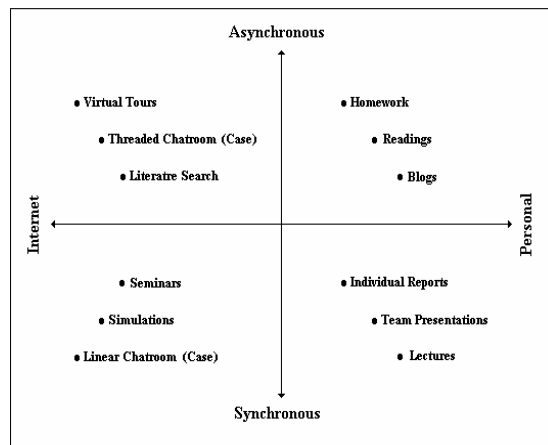 Asynchronous
Virtual Tours
Homework
Threaded Chatroom (Case)
Readings
Literatre Search
Blogs
Internet
Personal
Seminars
Individual Reports
Simulations
Team Presentations
Linear Chatroom (Case)
Lectures
Synchronous